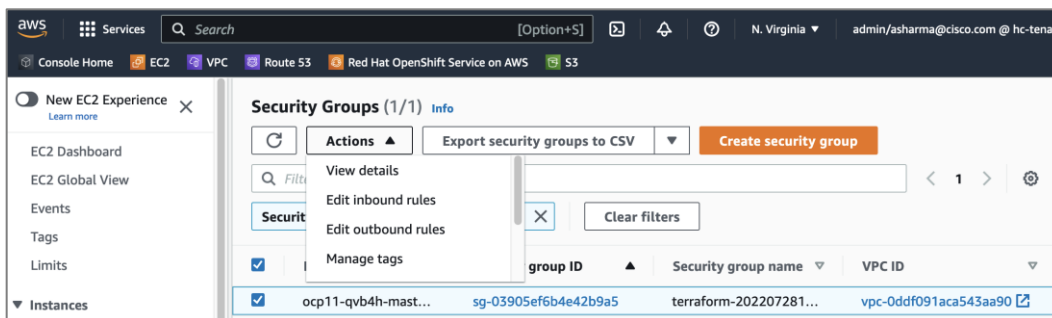 aws Services Search [Option+S] N. Virginia ▼ admin/asharma@cisco.com @ hc-tena
Console Home EC2 VPC Route 53 Red Hat OpenShift Service on AWS S3
New EC2 Experience
Learn more
EC2 Dashboard
EC2 Global View
Events
Tags
Limits
▼ Instances
Security Groups (1/1) Info
Actions ▲ Export security groups to CSV ▼ Create security group
View details
Edit inbound rules
Edit outbound rules
Manage tags
Filt
< 1 >
Securit Clear filters
group ID ▲ Security group name VPC ID
ocp11-qvb4h-mast... sg-03905ef6b4e42b9a5 terraform-202207281... vpc-0ddf091aca543aa90